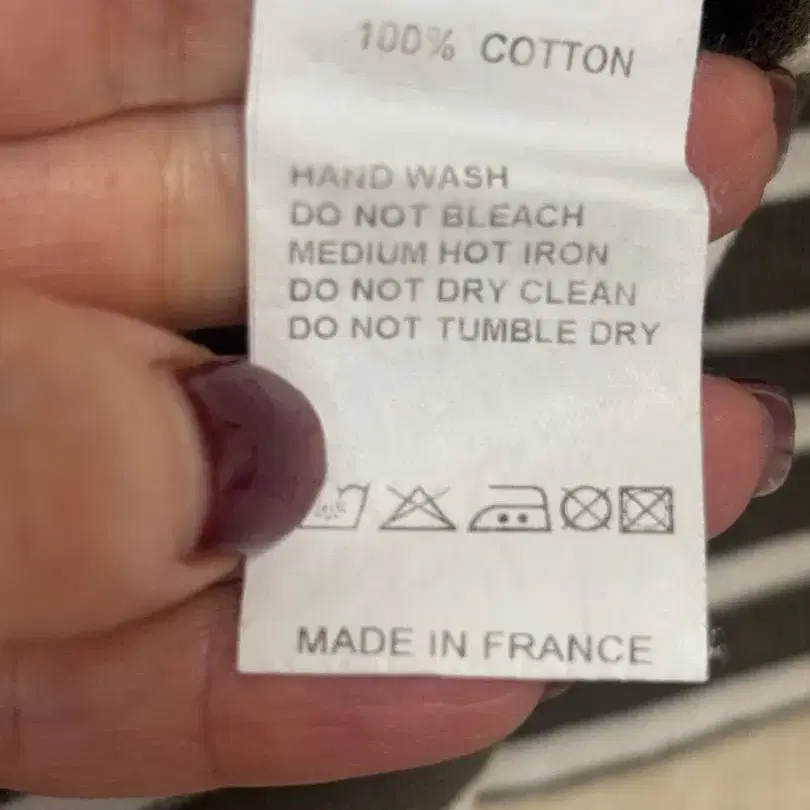 100% COTTON
HAND WASH
DO NOT BLEACH
MEDIUM HOT IRON
DO NOT DRY CLEAN
DO NOT TUMBLE DRY
MADE IN FRANCE